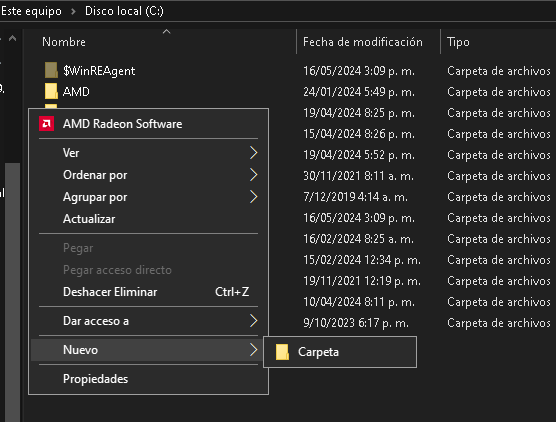 Este equipo > Disco local (C:)
Nombre Fecha de modificación Tipo
$WinREAgent 16/05/2024 3:09 p. m. Carpeta de archivos
AMD 24/01/2024 5:49 p. m. Carpeta de archivos
19/04/2024 8:25 p. m. Carpeta de archivos
AMD Radeon Software 15/04/2024 8:26 p. m. Carpeta de archivos
Ver 19/04/2024 5:52 p. m. Carpeta de archivos
Ordenar por 30/11/2021 8:11 a. m. Carpeta de archivos
Agrupar por 7/12/2019 4:14 a. m. Carpeta de archivos
Actualizar 16/05/2024 3:09 p. m. Carpeta de archivos
Pegar 16/02/2024 8:25 a. m. Carpeta de archivos
Pegar acceso directo 15/02/2024 12:34 p. m. Carpeta de archivos
Deshacer Eliminar Ctrl+Z 19/11/2021 12:19 p. m. Carpeta de archivos
10/04/2024 8:11 p. m. Carpeta de archivos
Dar acceso a 9/10/2023 6:17 p. m. Carpeta de archivos
Nuevo Carpeta
Propiedades